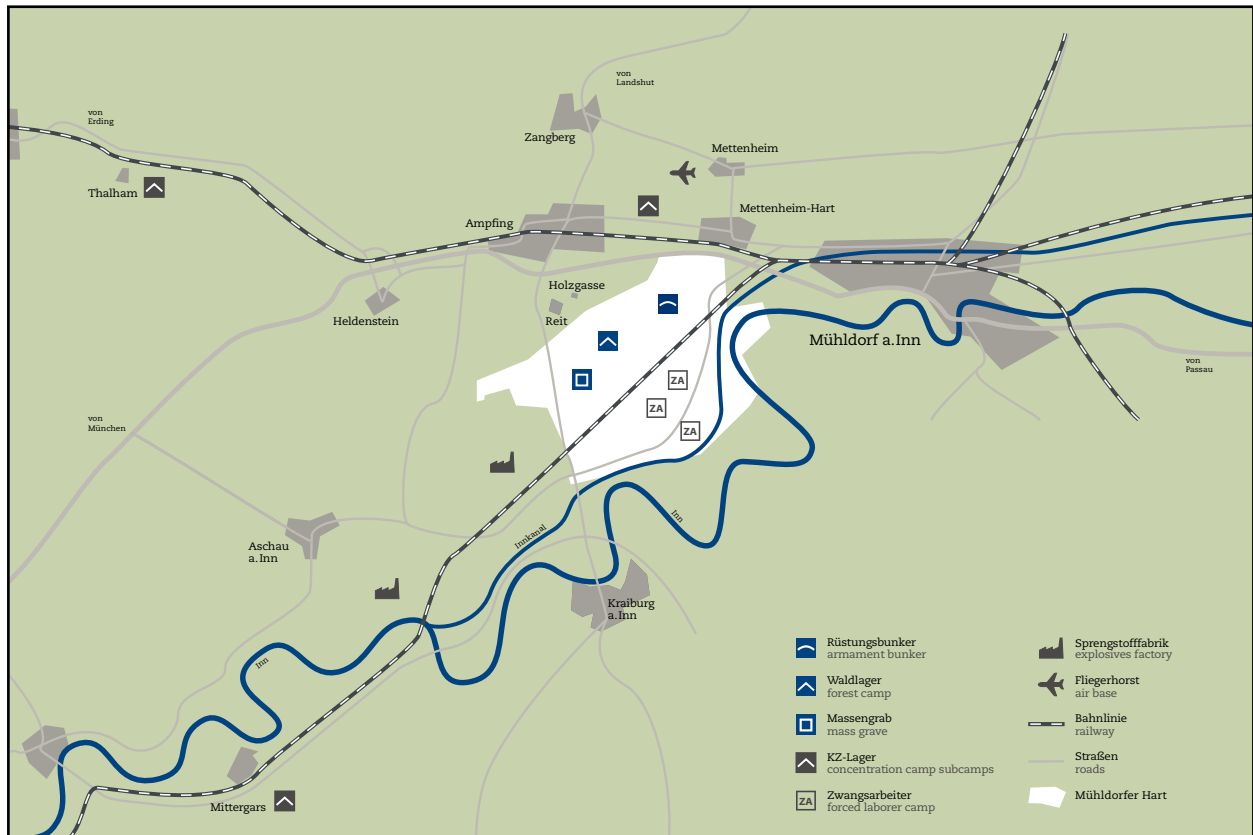 von
Landshut
von
Erding
Zangberg
Mettenheim
Thalham
Ampfing
Mettenheim-Hart
Holzgasse
Reit
Heldenstein
Mühldorf a.Inn
von
Passau
ZA
ZA
ZA
von
München
Innkanal
Inn
Aschau
a.Inn
Kraiburg
a.Inn
Inn
Mittergars
Rüstungsbunker
armament bunker
Waldlager
forest camp
Massengrab
mass grave
KZ-Lager
concentration camp subcamps
ZA
Zwangsarbeiter
forced laborer camp
Sprengstofffabrik
explosives factory
Fliegerhorst
air base
Bahnlinie
railway
Straßen
roads
Mühldorfer Hart